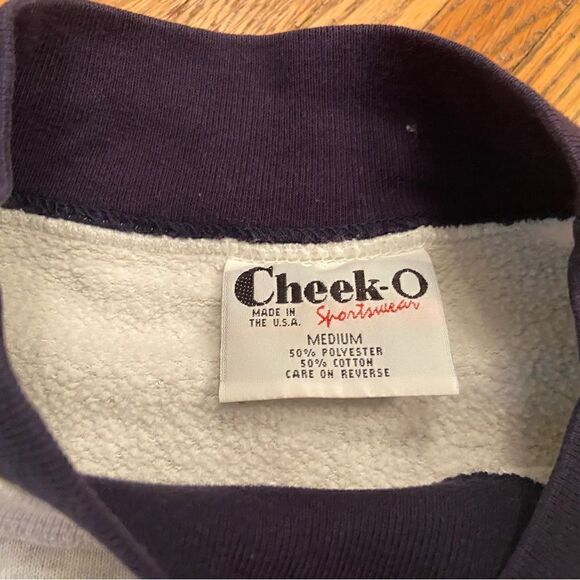 Cheek-O
MADE IN Sportswear
THE U.S.A.
MEDIUM
50% POLYESTER
50% COTTON
CARE ON REVERSE